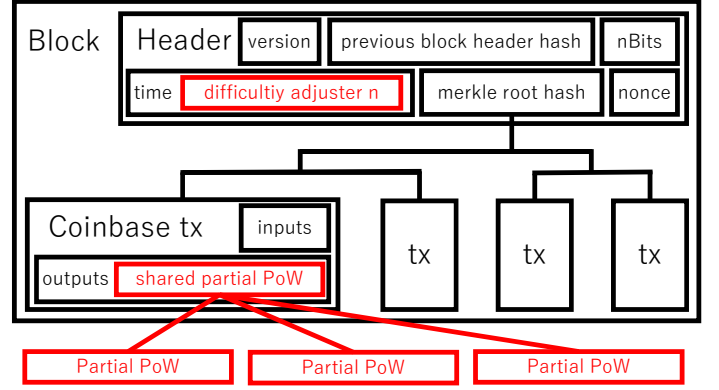 Block
Header
version
previous block header hash
nBits
time
difficultiy adjuster n
merkle root hash
nonce
Coinbase tx
inputs
outputs
shared partial PoW
tx
tx
tx
Partial PoW
Partial PoW
Partial PoW